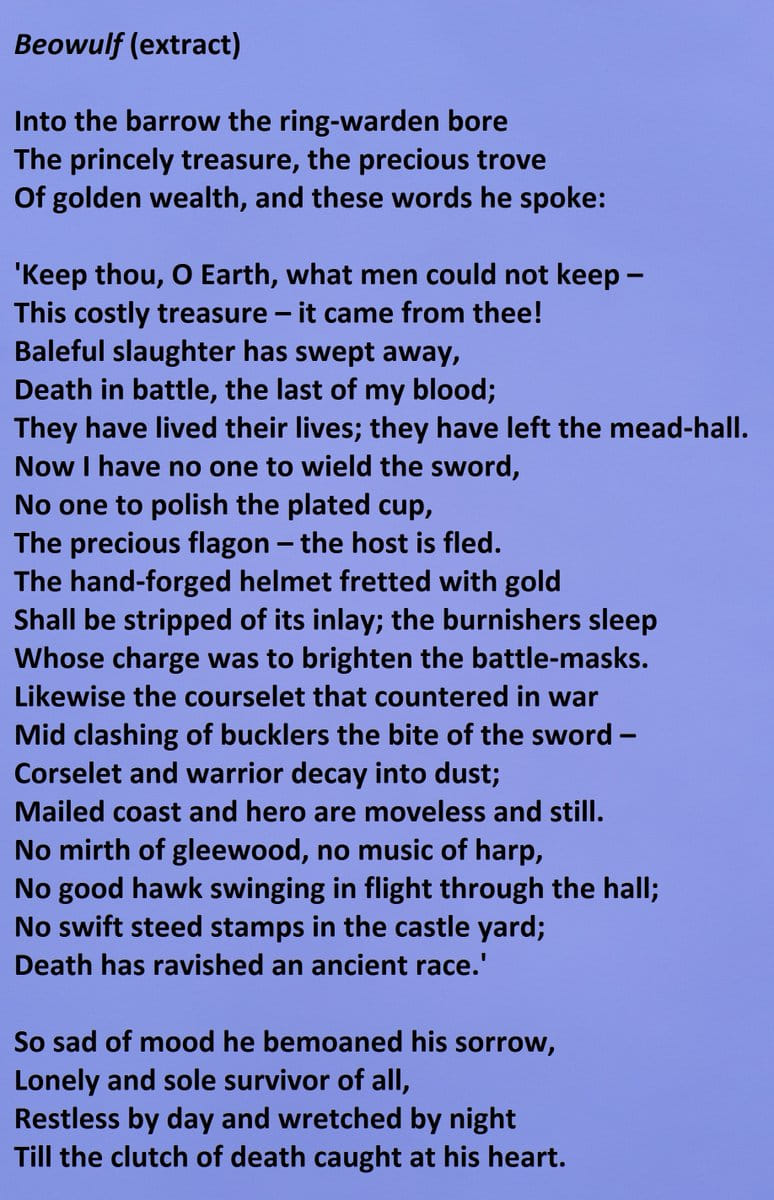 Beowulf (extract)
Into the barrow the ring-warden bore
The princely treasure, the precious trove
Of golden wealth, and these words he spoke:
'Keep thou, O Earth, what men could not keep –
This costly treasure – it came from thee!
Baleful slaughter has swept away,
Death in battle, the last of my blood;
They have lived their lives; they have left the mead-hall.
Now I have no one to wield the sword,
No one to polish the plated cup,
The precious flagon – the host is fled.
The hand-forged helmet fretted with gold
Shall be stripped of its inlay; the burnishers sleep
Whose charge was to brighten the battle-masks.
Likewise the courselet that countered in war
Mid clashing of bucklers the bite of the sword –
Corselet and warrior decay into dust;
Mailed coast and hero are moveless and still.
No mirth of gleewood, no music of harp,
No good hawk swinging in flight through the hall;
No swift steed stamps in the castle yard;
Death has ravished an ancient race.'
So sad of mood he bemoaned his sorrow,
Lonely and sole survivor of all,
Restless by day and wretched by night
Till the clutch of death caught at his heart.